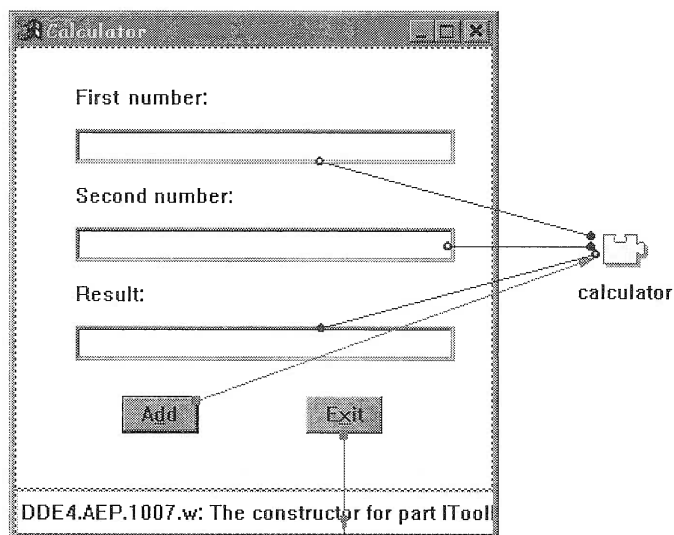 Calculator
First number:
Second number:
calculator
Result:
Add
Exit
DDE4.AEP.1007.w: The constructor for part ITool